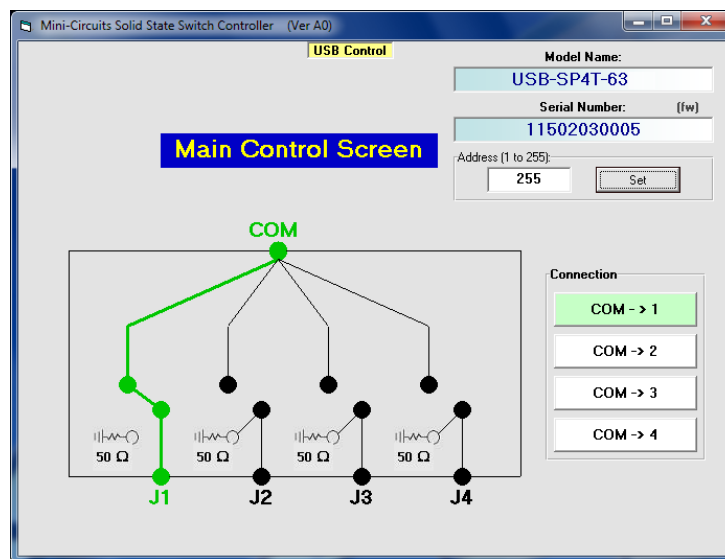 Mini-Circuits Solid State Switch Controller (Ver A0)
USB Control
Model Name:
USB-SP4T-63
Serial Number: (fw)
11502030005
Main Control Screen
Address (1 to 255):
255 Set
COM
Connection
COM - > 1
COM -> 2
COM -> 3
COM -> 4
50 Ω 50 Ω 50 Ω 50 Ω
J1 J2 J3 J4